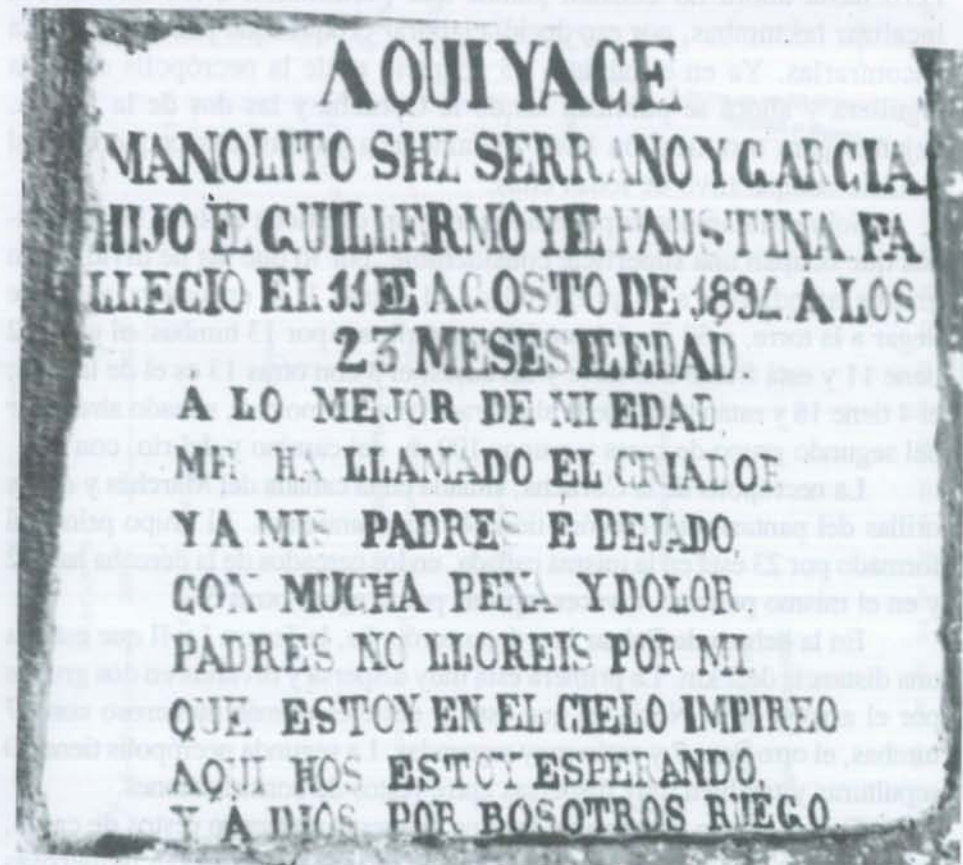 AQUI YACE
MANOLITO SHZ SERRANO Y GARCIA.
HIJO E GUILLERMO YE FAUSTINA FA
LLECIO EL 11 DE AGOSTO DE 1892 A LOS
23 MESES DE EDAD
Á LO MEJOR DE MI EDAD
ME HA LLAMADO EL CRIADOR
Y A MIS PADRES É DEJADO,
CON MUCHA PENA Y DOLOR.
PADRES NO LLOREIS POR MI
QUE ESTOY EN EL CIELO IMPIREO
AQUI HOS ESTOY ESPERANDO.
Y Á DIOS POR BOSOTROS RUEGO.